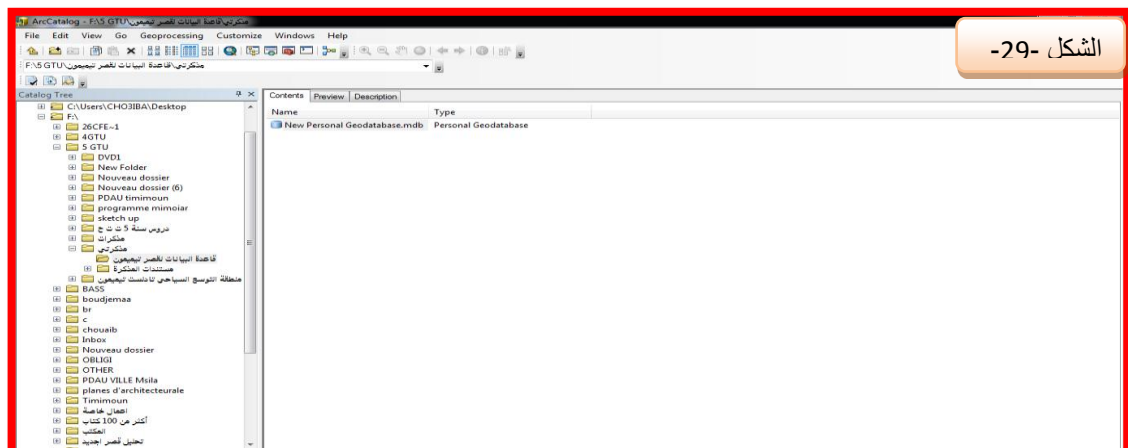 ArcCatalog - F:\5 GTU\مذكرتي\قاعدة البيانات لقصر تيميمون
الشكل -29-
File Edit View Go Geoprocessing Customize Windows Help
F:\5 GTU\مذكرتي\قاعدة البيانات لقصر تيميمون
Catalog Tree
C:\Users\CHO3IBA\Desktop
F:\
26CFE~1
4GTU
5 GTU
DVD1
New Folder
Nouveau dossier
Nouveau dossier (6)
PDAU timimoun
programme mimoiar
sketch up
دروس سنة 5 ت ت ح
مذكرات
مذكرتي
قاعدة البيانات لقصر تيميمون
مستندات المذكرة
منطقة التوسع السياحي تادلست تيميمون
BASS
boudjemaa
br
c
chouaib
Inbox
Nouveau dossier
OBLIGI
OTHER
PDAU VILLE Msila
planes d'architecteurale
Timimoun
اعمال خاصة
أكثر من 100 كتاب
المكتب
تحليل قصر اجديد
Contents Preview Description
Name Type
New Personal Geodatabase.mdb Personal Geodatabase